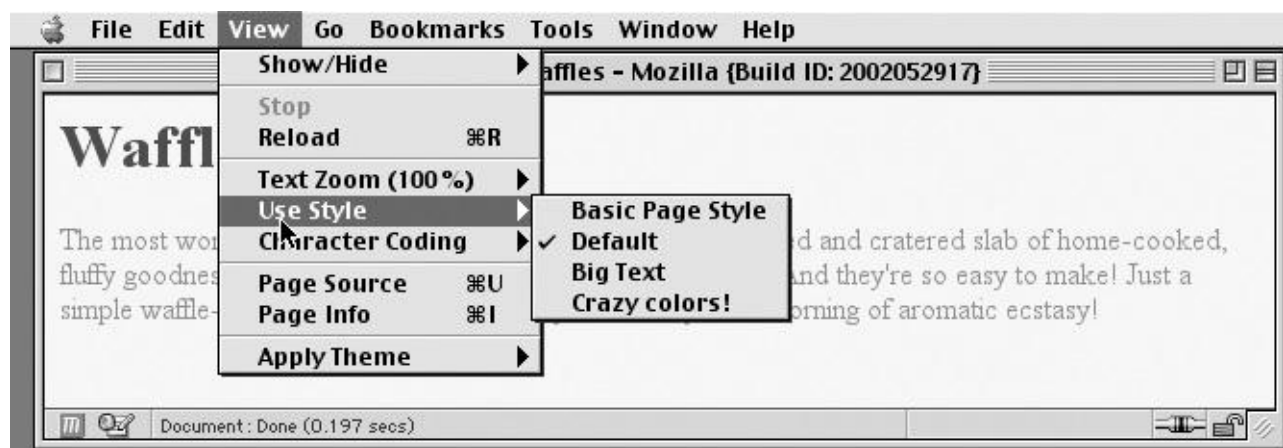 File Edit View Go Bookmarks Tools Window Help
affles – Mozilla {Build ID: 2002052917}
Show/Hide
Stop
Reload ⌘R
Text Zoom (100%)
Use Style
Character Coding
Page Source ⌘U
Page Info ⌘I
Apply Theme
Basic Page Style
✓ Default
Big Text
Crazy colors!
Waffl
The most wor d and cratered slab of home-cooked,
fluffy goodnes And they're so easy to make! Just a
simple waffle- orning of aromatic ecstasy!
Document: Done (0.197 secs)